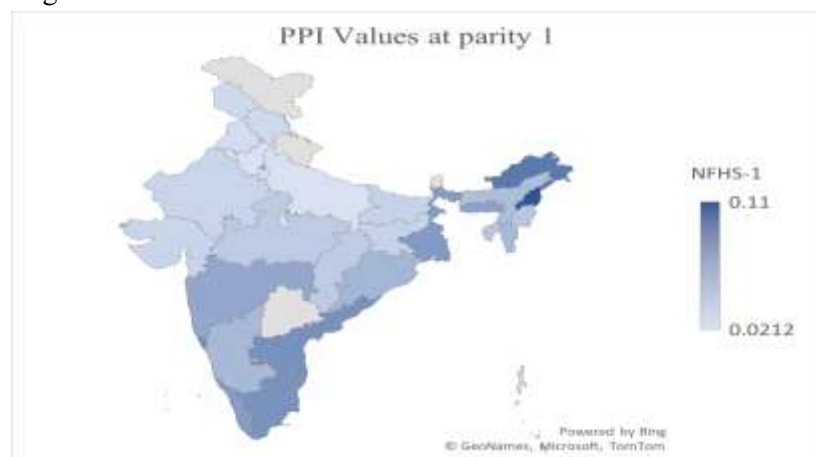 PPI Values at parity 1
NFHS-1
0.11
0.0212
Powered by Bing
© GeoNames, Microsoft, TomTom